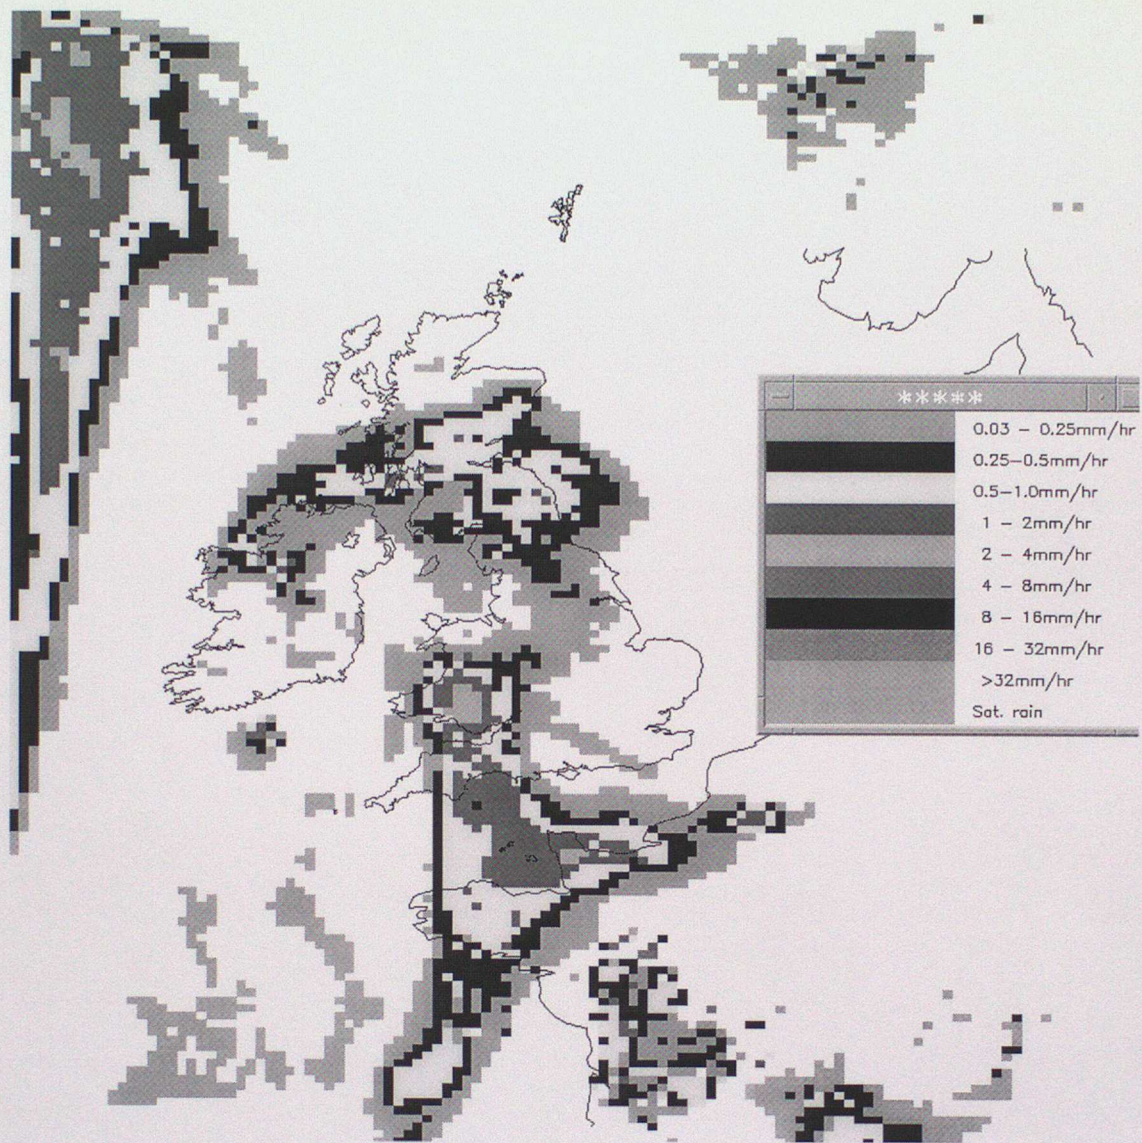 *****
0.03 - 0.25mm/hr
0.25-0.5mm/hr
0.5-1.0mm/hr
1 - 2mm/hr
2 - 4mm/hr
4 - 8mm/hr
8 - 16mm/hr
16 - 32mm/hr
>32mm/hr
Sat. rain